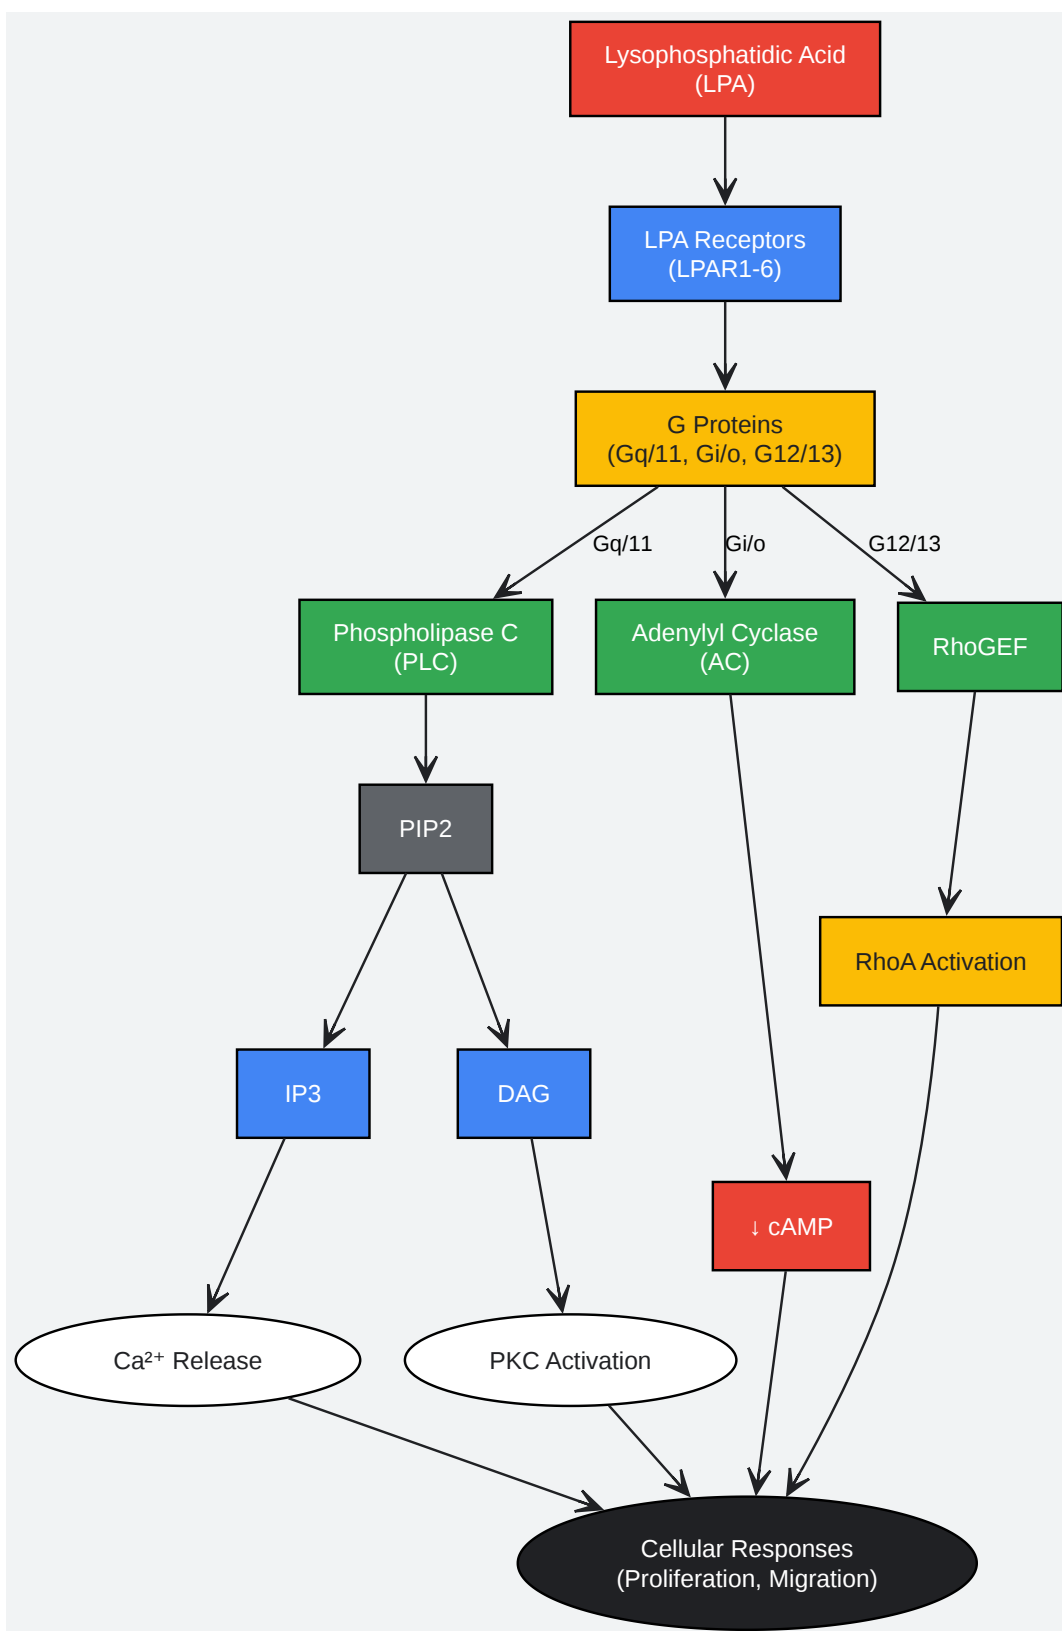 Lysophosphatidic Acid
(LPA)
LPA Receptors
(LPAR1-6)
G Proteins
(Gq/11, Gi/o, G12/13)
Gq/11
Gi/o
G12/13
Phospholipase C
(PLC)
Adenylyl Cyclase
(AC)
RhoGEF
PIP2
RhoA Activation
IP3
DAG
↓ cAMP
Ca²⁺ Release
PKC Activation
Cellular Responses
(Proliferation, Migration)